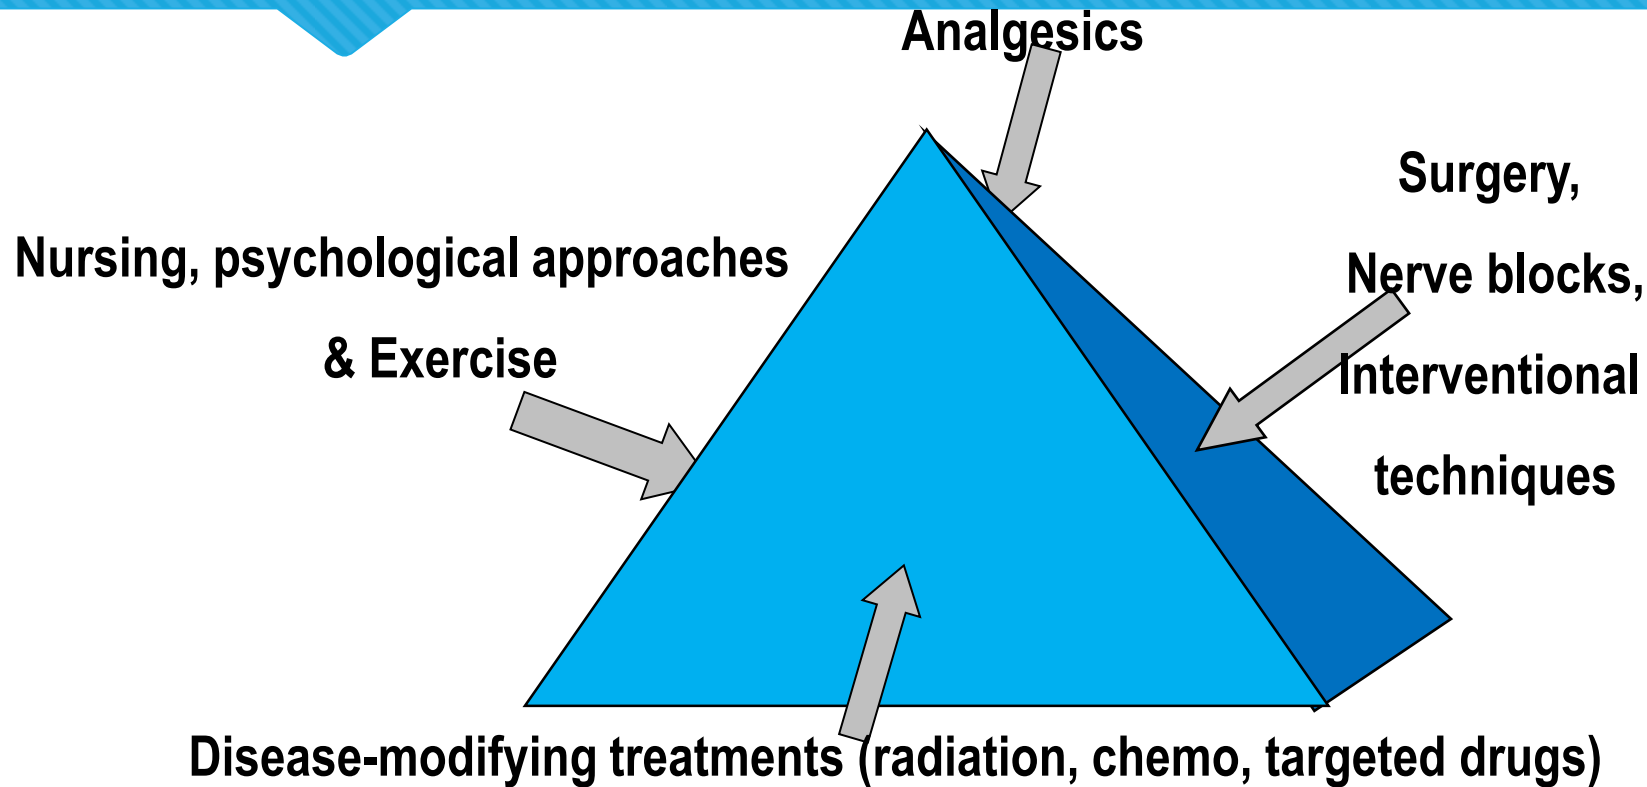 Analgesics
Surgery,
Nerve blocks,
Interventional
techniques
Nursing, psychological approaches
& Exercise
Disease-modifying treatments (radiation, chemo, targeted drugs)